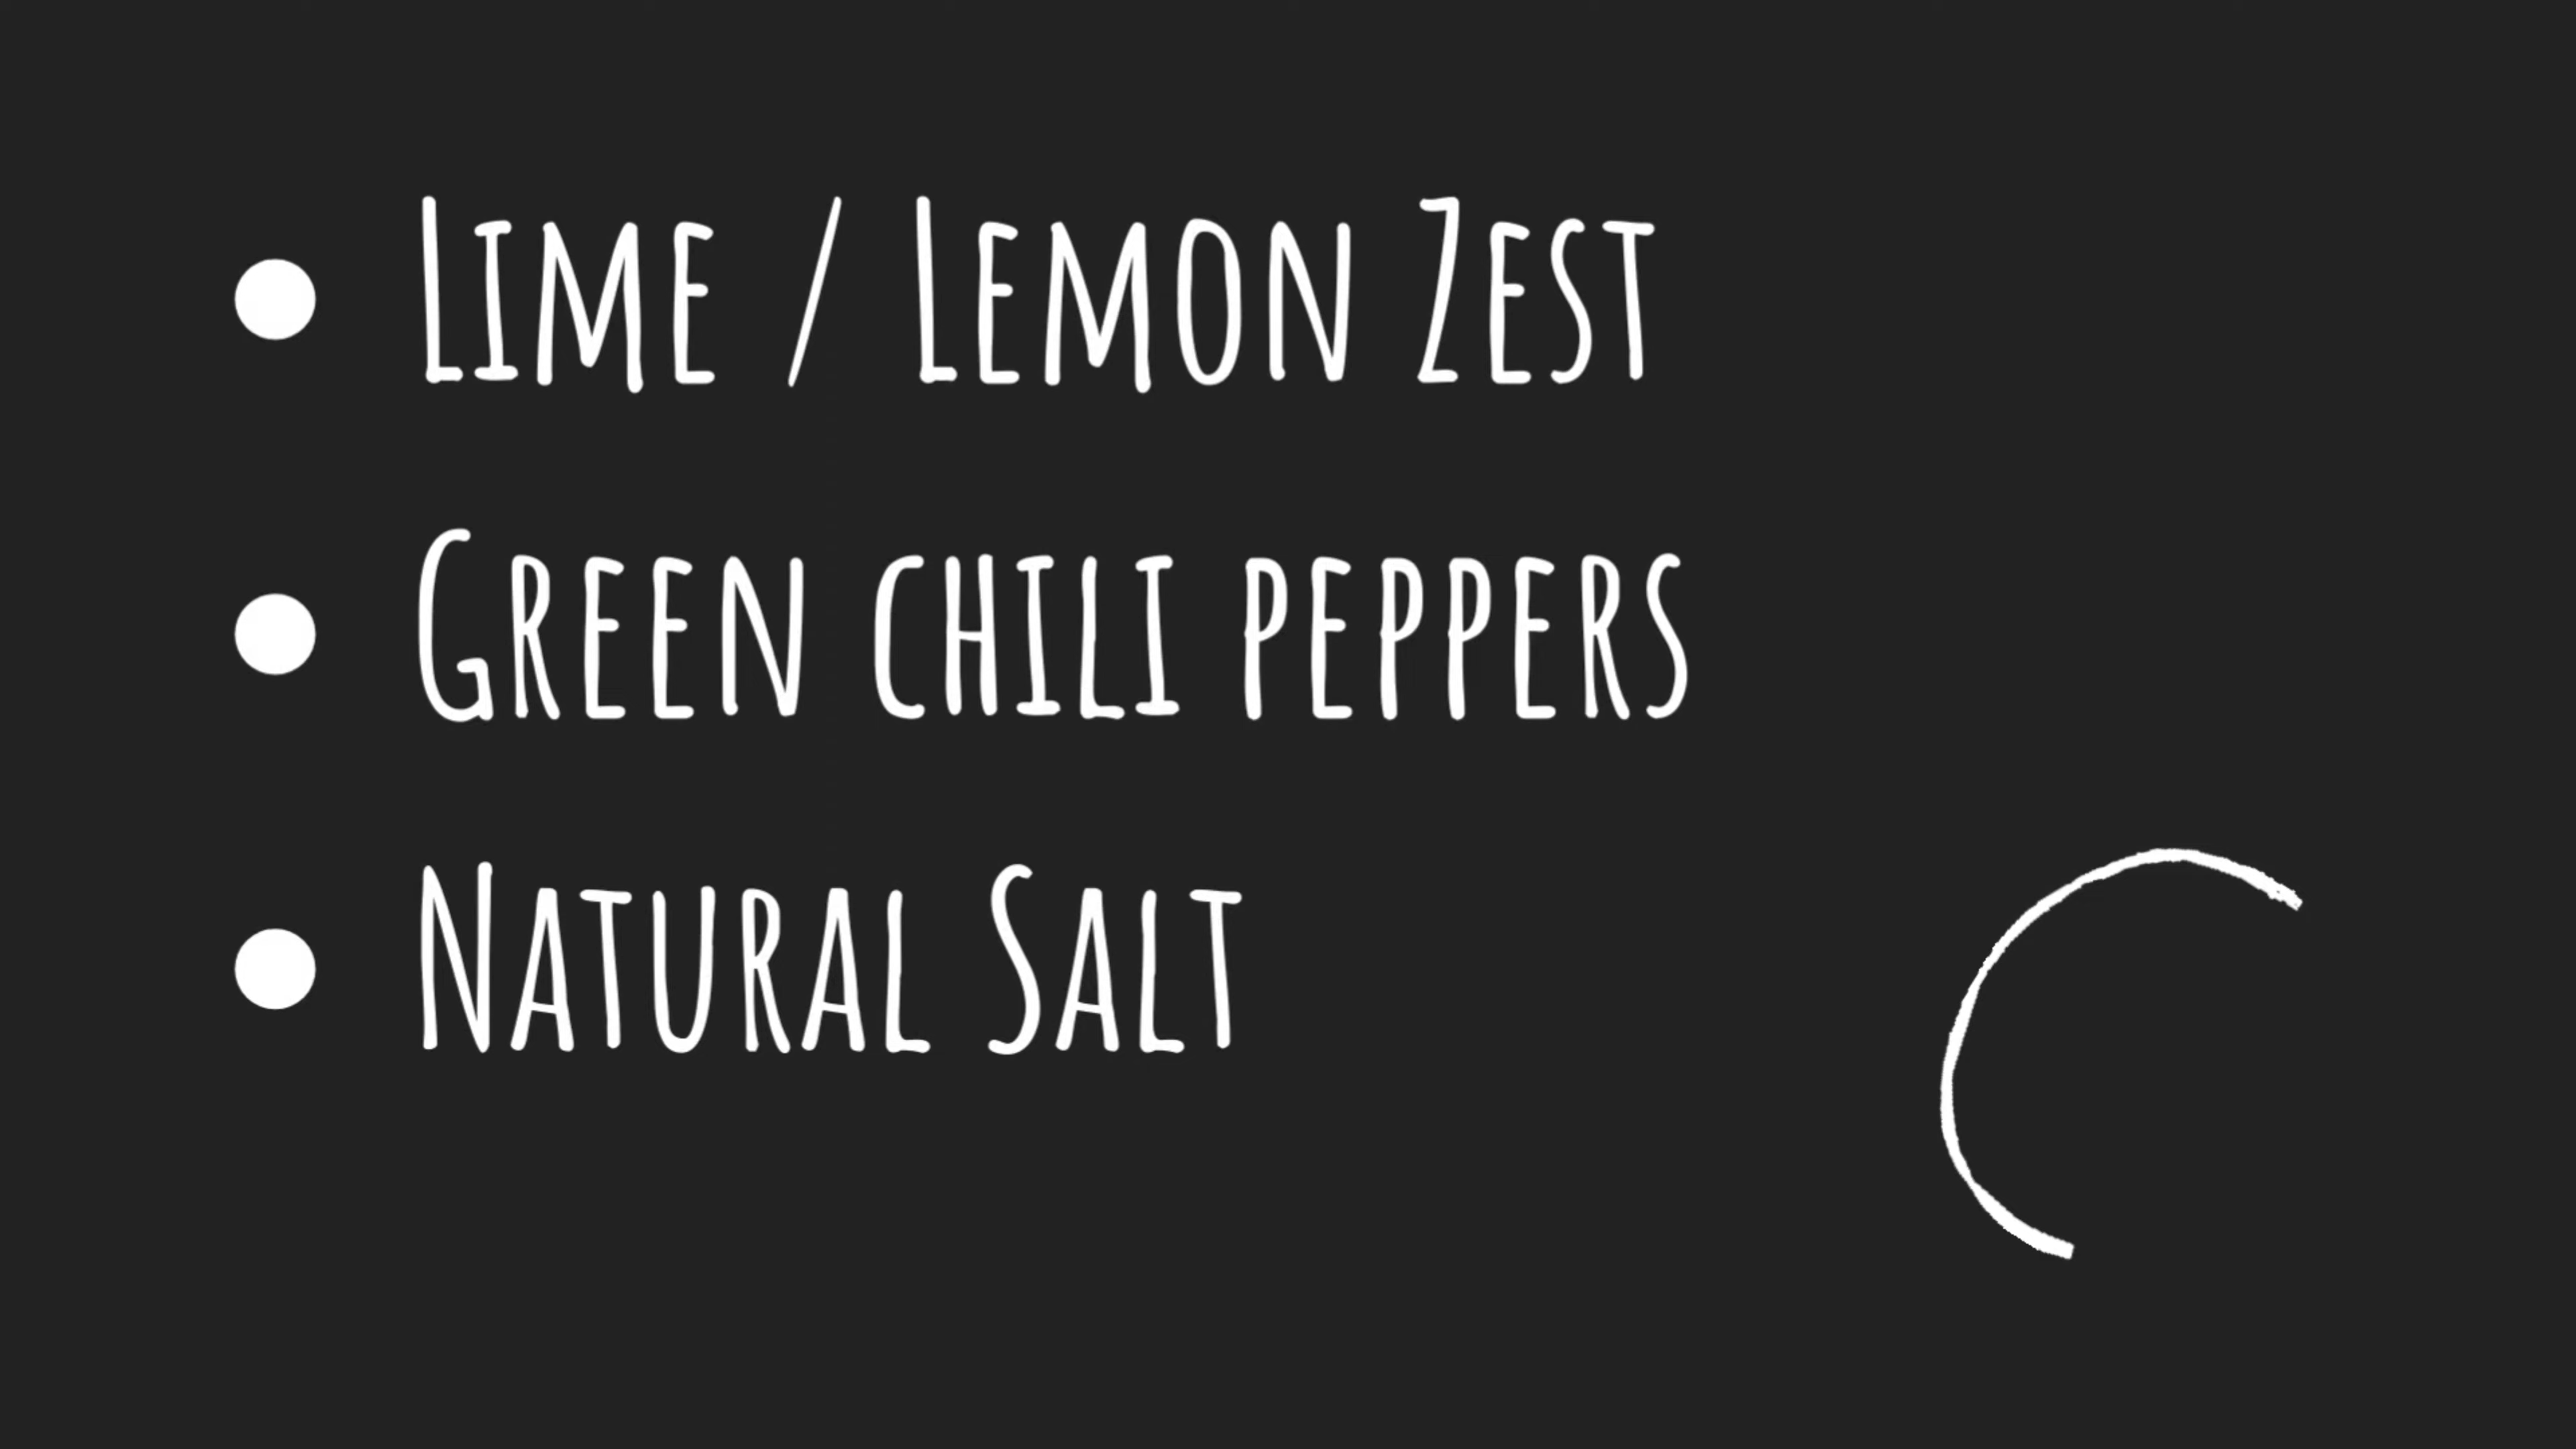 • Lime / Lemon Zest
• Green chili peppers
• Natural Salt